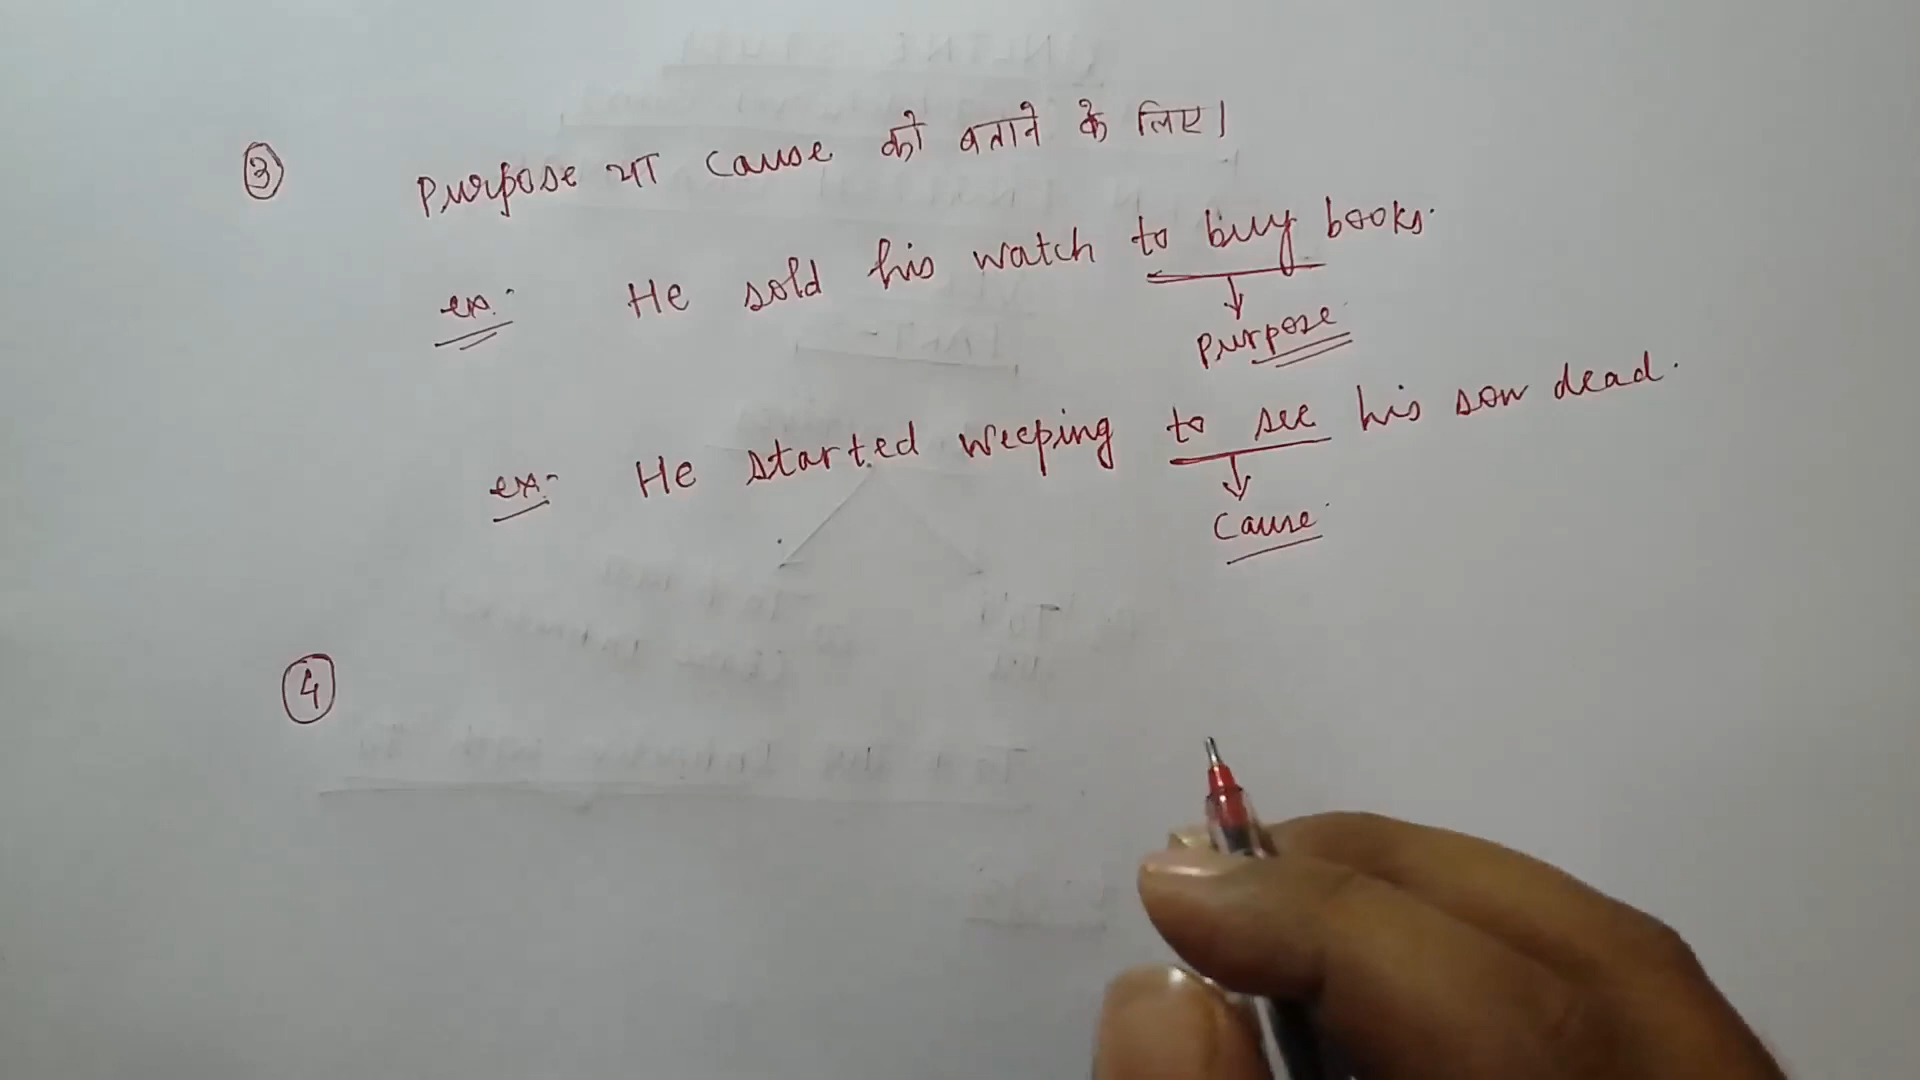 ③ Purpose या cause को बताने के लिए।
ex:- He sold his watch to buy books.
Purpose
ex:- He started weeping to see his son dead.
Cause
④